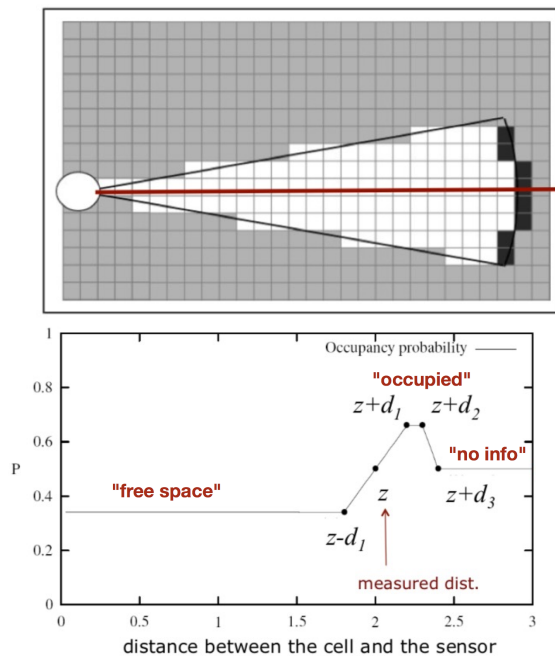 1
Occupancy probability
"occupied"
0.8
z+d₁ z+d₂
0.6
"no info"
P
"free space"
0.4
z
z+d₃
z-d₁
0.2
measured dist.
0
0 0.5 1 1.5 2 2.5 3
distance between the cell and the sensor